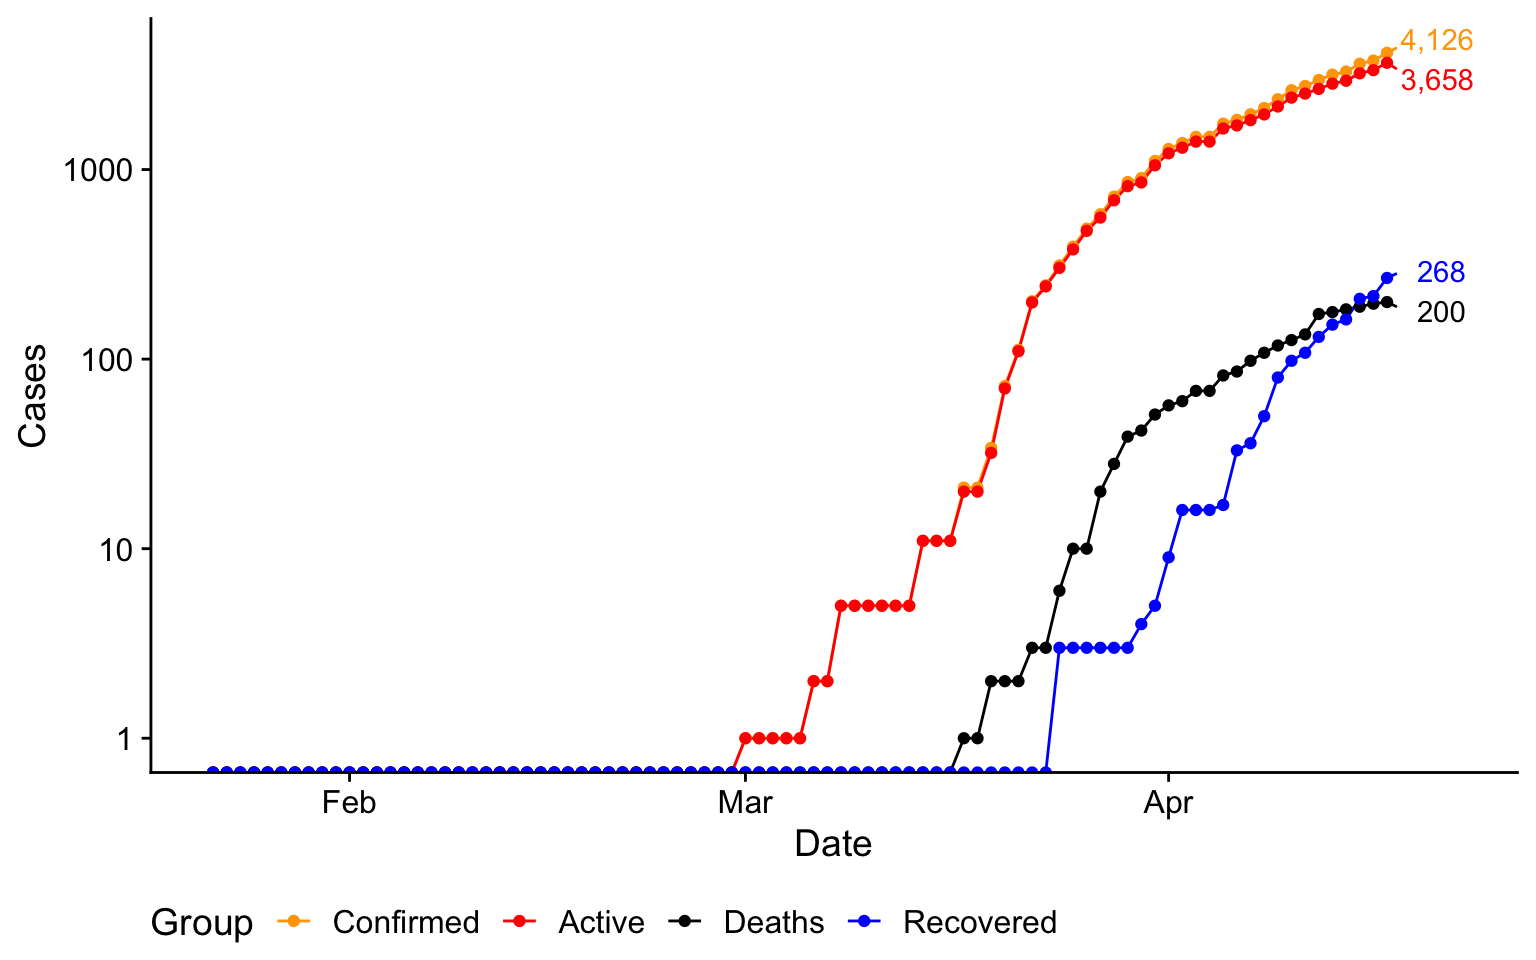 4,126
3,658
1000
268
200
100
Cases
10
1
Feb Mar Apr
Date
Group Confirmed Active Deaths Recovered